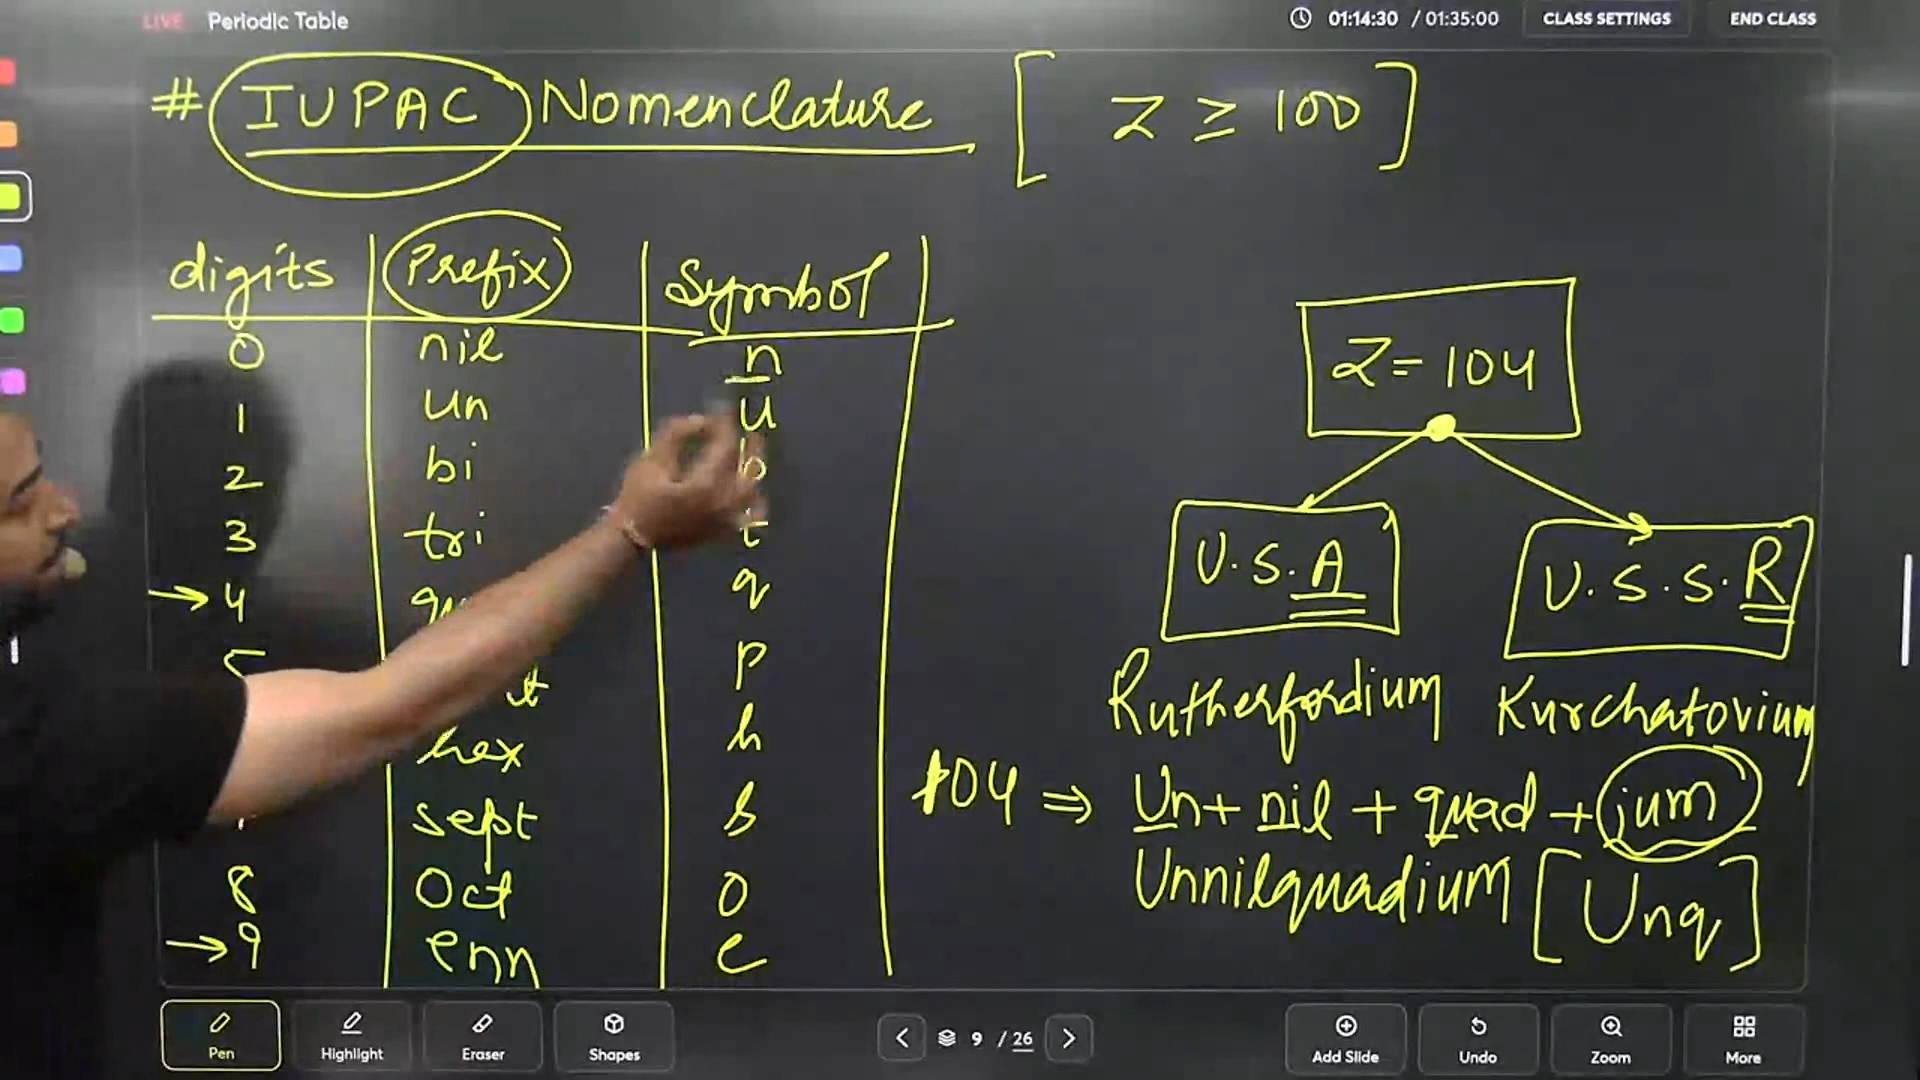 LIVE Periodic Table 01:14:30 / 01:35:00 CLASS SETTINGS END CLASS
# IUPAC Nomenclature [ Z ≥ 100 ]
digits Prefix Symbol
0 nil n
1 un u
2 bi b
3 tri t
→ 4 q
p
hex h
sept s
8 Oct o
→ 9 enn e
Z = 104
U.S.A U.S.S.R
Rutherfordium Kurchatovium
104 ⇒ Un + nil + quad + ium
Unnilquadium [Unq]
Pen Highlight Eraser Shapes 9 / 26 Add Slide Undo Zoom More